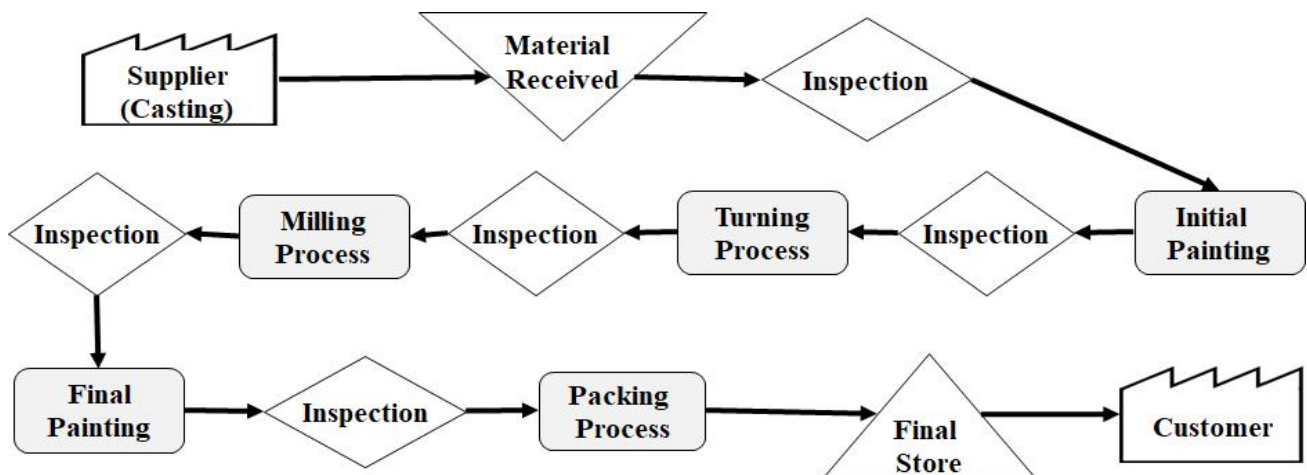 Supplier
(Casting)
Material
Received
Inspection
Initial
Painting
Inspection
Turning
Process
Inspection
Milling
Process
Inspection
Final
Painting
Inspection
Packing
Process
Final
Store
Customer